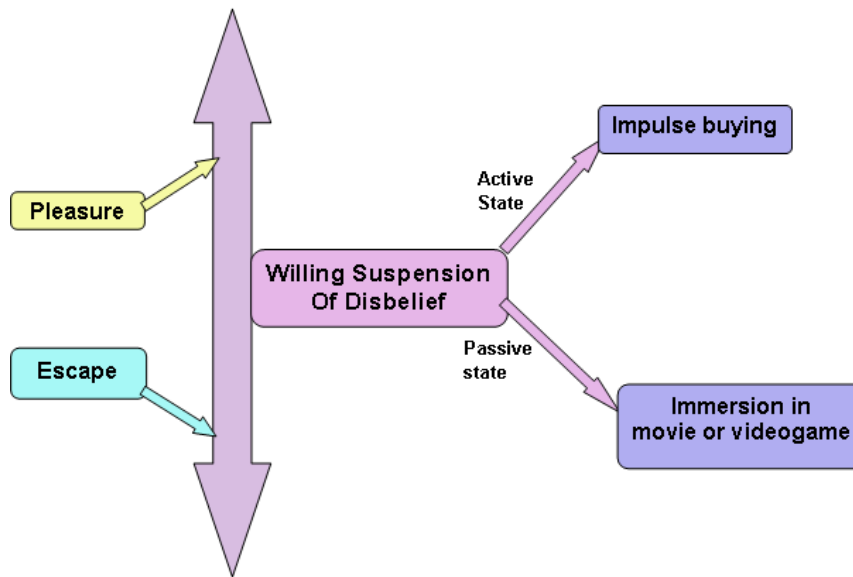 Impulse buying
Active
State
Pleasure
Willing Suspension
Of Disbelief
Passive
state
Escape
Immersion in
movie or videogame